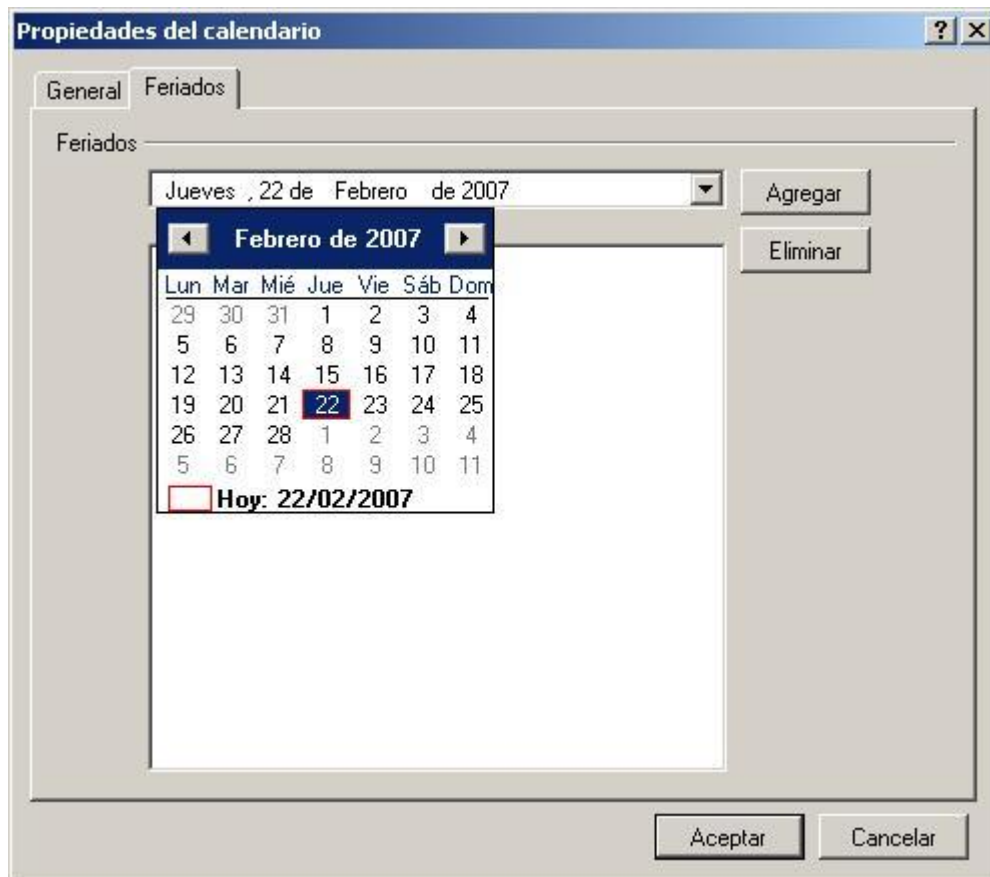 Propiedades del calendario
General Feriados
Feriados
Jueves , 22 de Febrero de 2007
Agregar
Febrero de 2007
Eliminar
Lun Mar Mié Jue Vie Sáb Dom
29 30 31 1 2 3 4
5 6 7 8 9 10 11
12 13 14 15 16 17 18
19 20 21 22 23 24 25
26 27 28 1 2 3 4
5 6 7 8 9 10 11
Hoy: 22/02/2007
Aceptar Cancelar